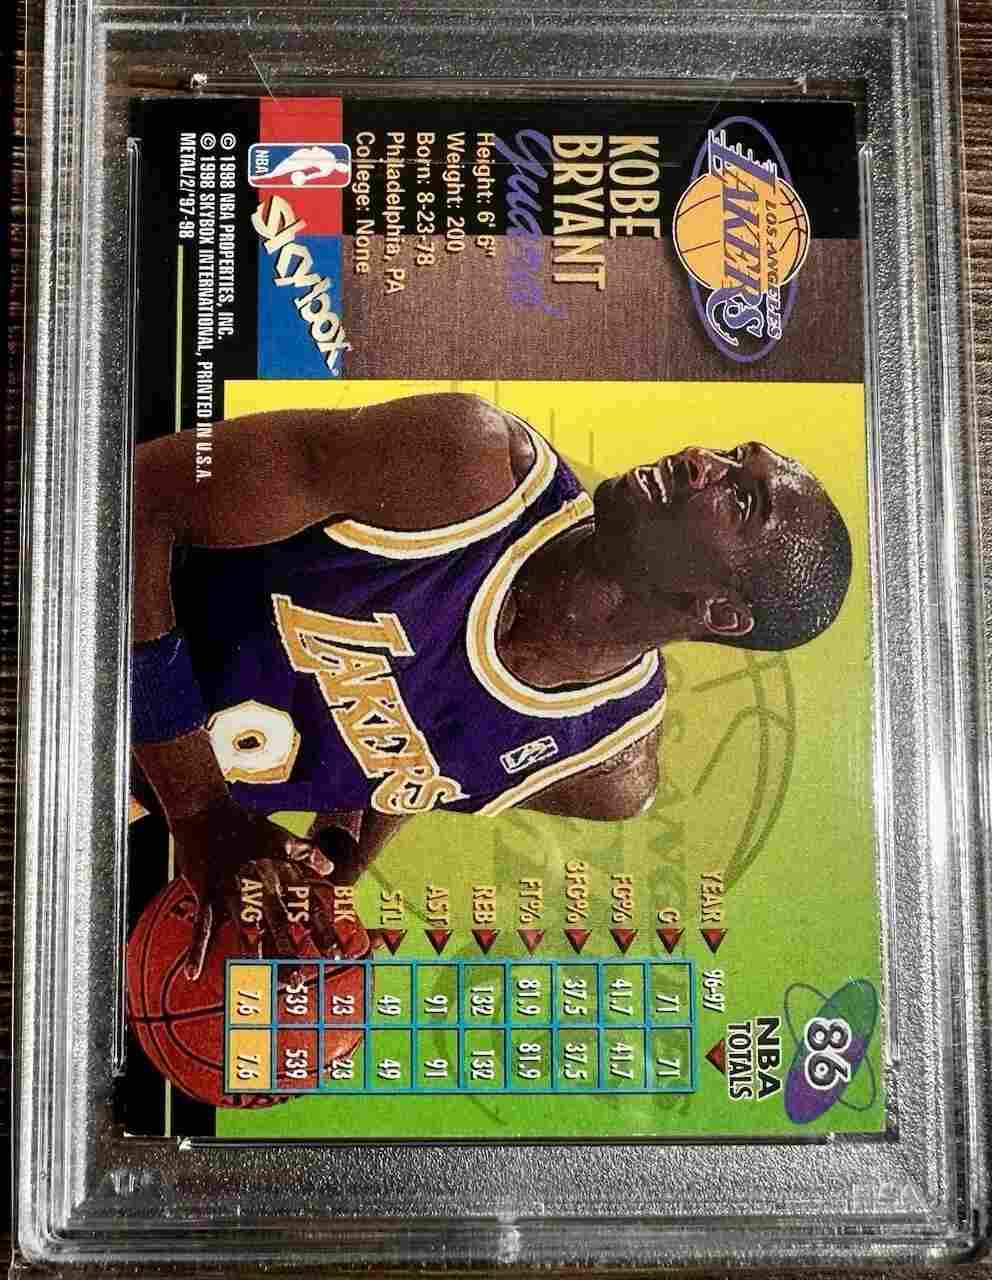 LOS ANGELES
LAKERS
KOBE
BRYANT
Guard
Height: 6' 6"
Weight: 200
Born: 8-23-78
Philadelphia, PA
College: None
NBA
SKYBOX
© 1998 NBA PROPERTIES, INC.
© 1998 SKYBOX INTERNATIONAL, PRINTED IN U.S.A.
METAL/2/'97-98
LAKERS
86
YEAR 96-97 NBA TOTALS
G 71 71
FG% 41.7 41.7
3FG% 37.5 37.5
FT% 81.9 81.9
REB 132 132
AST 91 91
STL 49 49
BLK 23 23
PTS 539 539
AVG 7.6 7.6